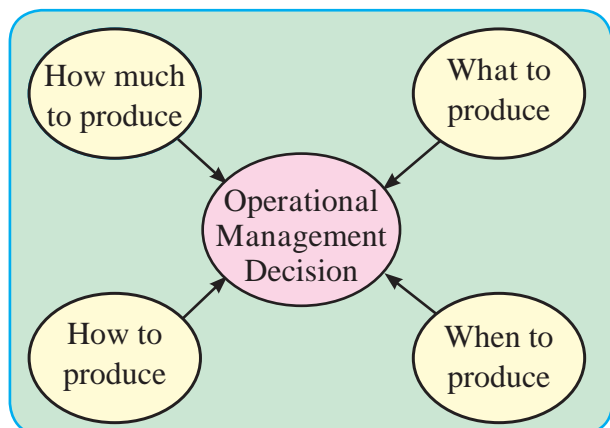 How much
to produce
What to
produce
Operational
Management
Decision
How to
produce
When to
produce